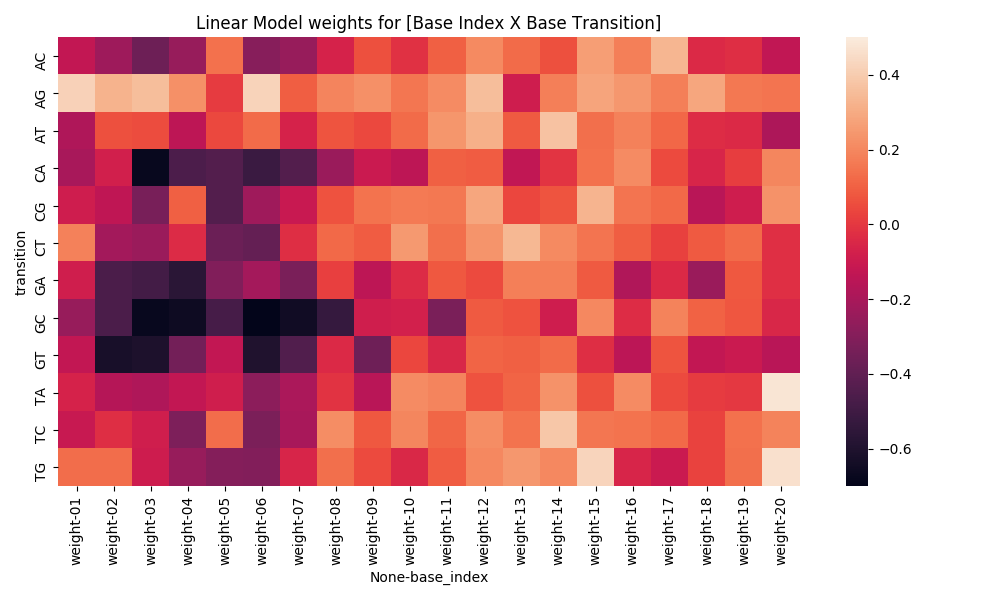 Linear Model weights for [Base Index X Base Transition]
transition
AC
AG
AT
CA
CG
CT
GA
GC
GT
TA
TC
TG
weight-01
weight-02
weight-03
weight-04
weight-05
weight-06
weight-07
weight-08
weight-09
weight-10
weight-11
weight-12
weight-13
weight-14
weight-15
weight-16
weight-17
weight-18
weight-19
weight-20
None-base_index
0.4
0.2
0.0
−0.2
−0.4
−0.6